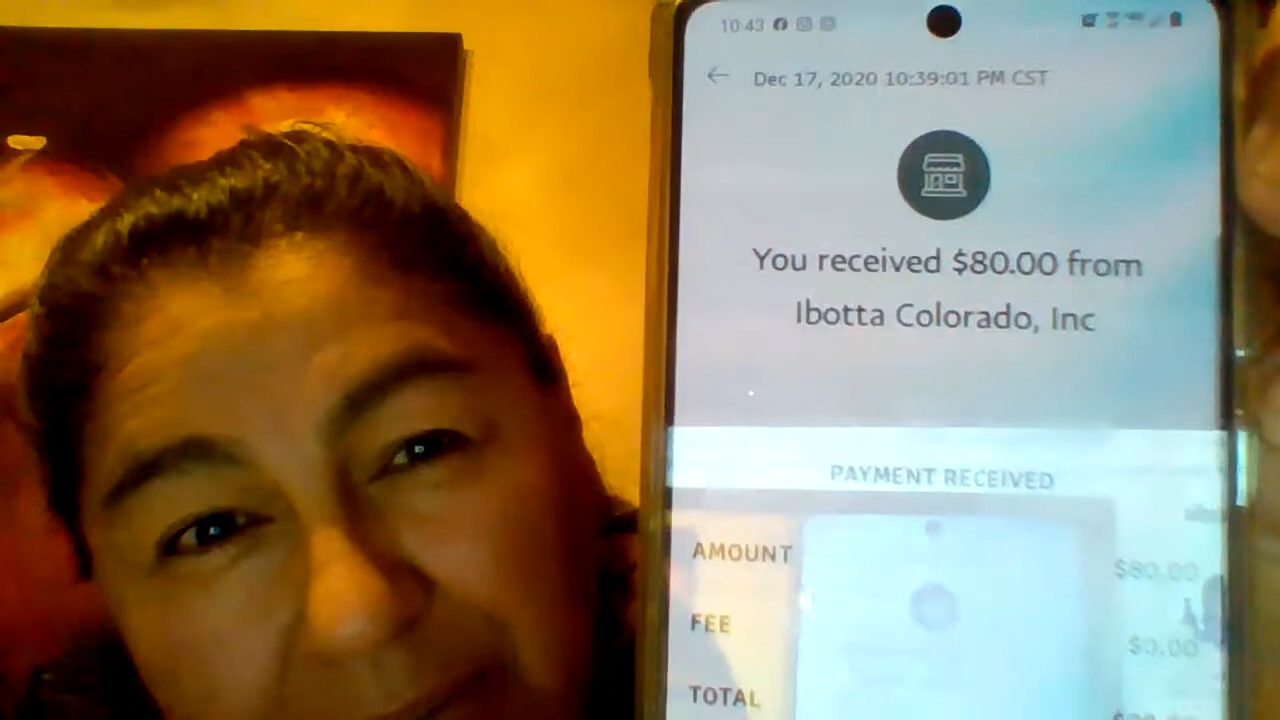 10:43
Dec 17, 2020 10:39:01 PM CST
You received $80.00 from
Ibotta Colorado, Inc
PAYMENT RECEIVED
AMOUNT
$80.00
FEE
$0.00
TOTAL